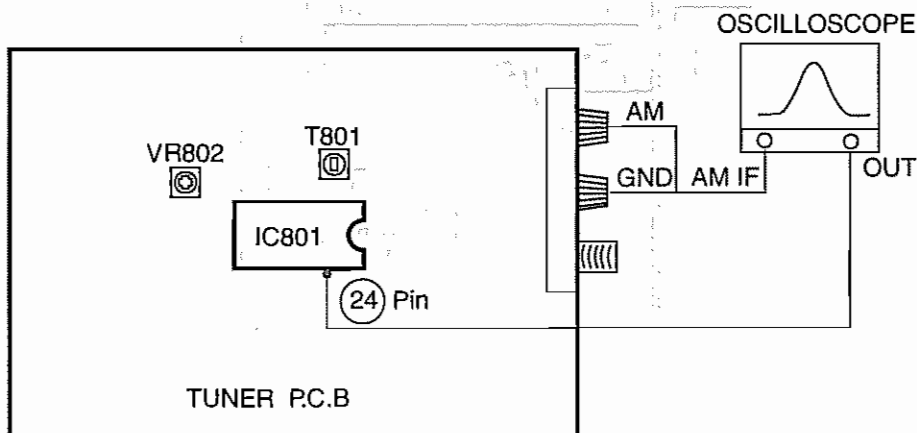 OSCILLOSCOPE
AM
VR802
T801
GND AM IF
OUT
IC801
24 Pin
TUNER P.C.B